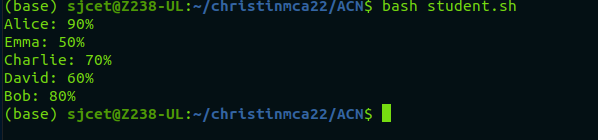 (base) sjcet@Z238-UL:~/christinmca22/ACN$ bash student.sh
Alice: 90%
Emma: 50%
Charlie: 70%
David: 60%
Bob: 80%
(base) sjcet@Z238-UL:~/christinmca22/ACN$